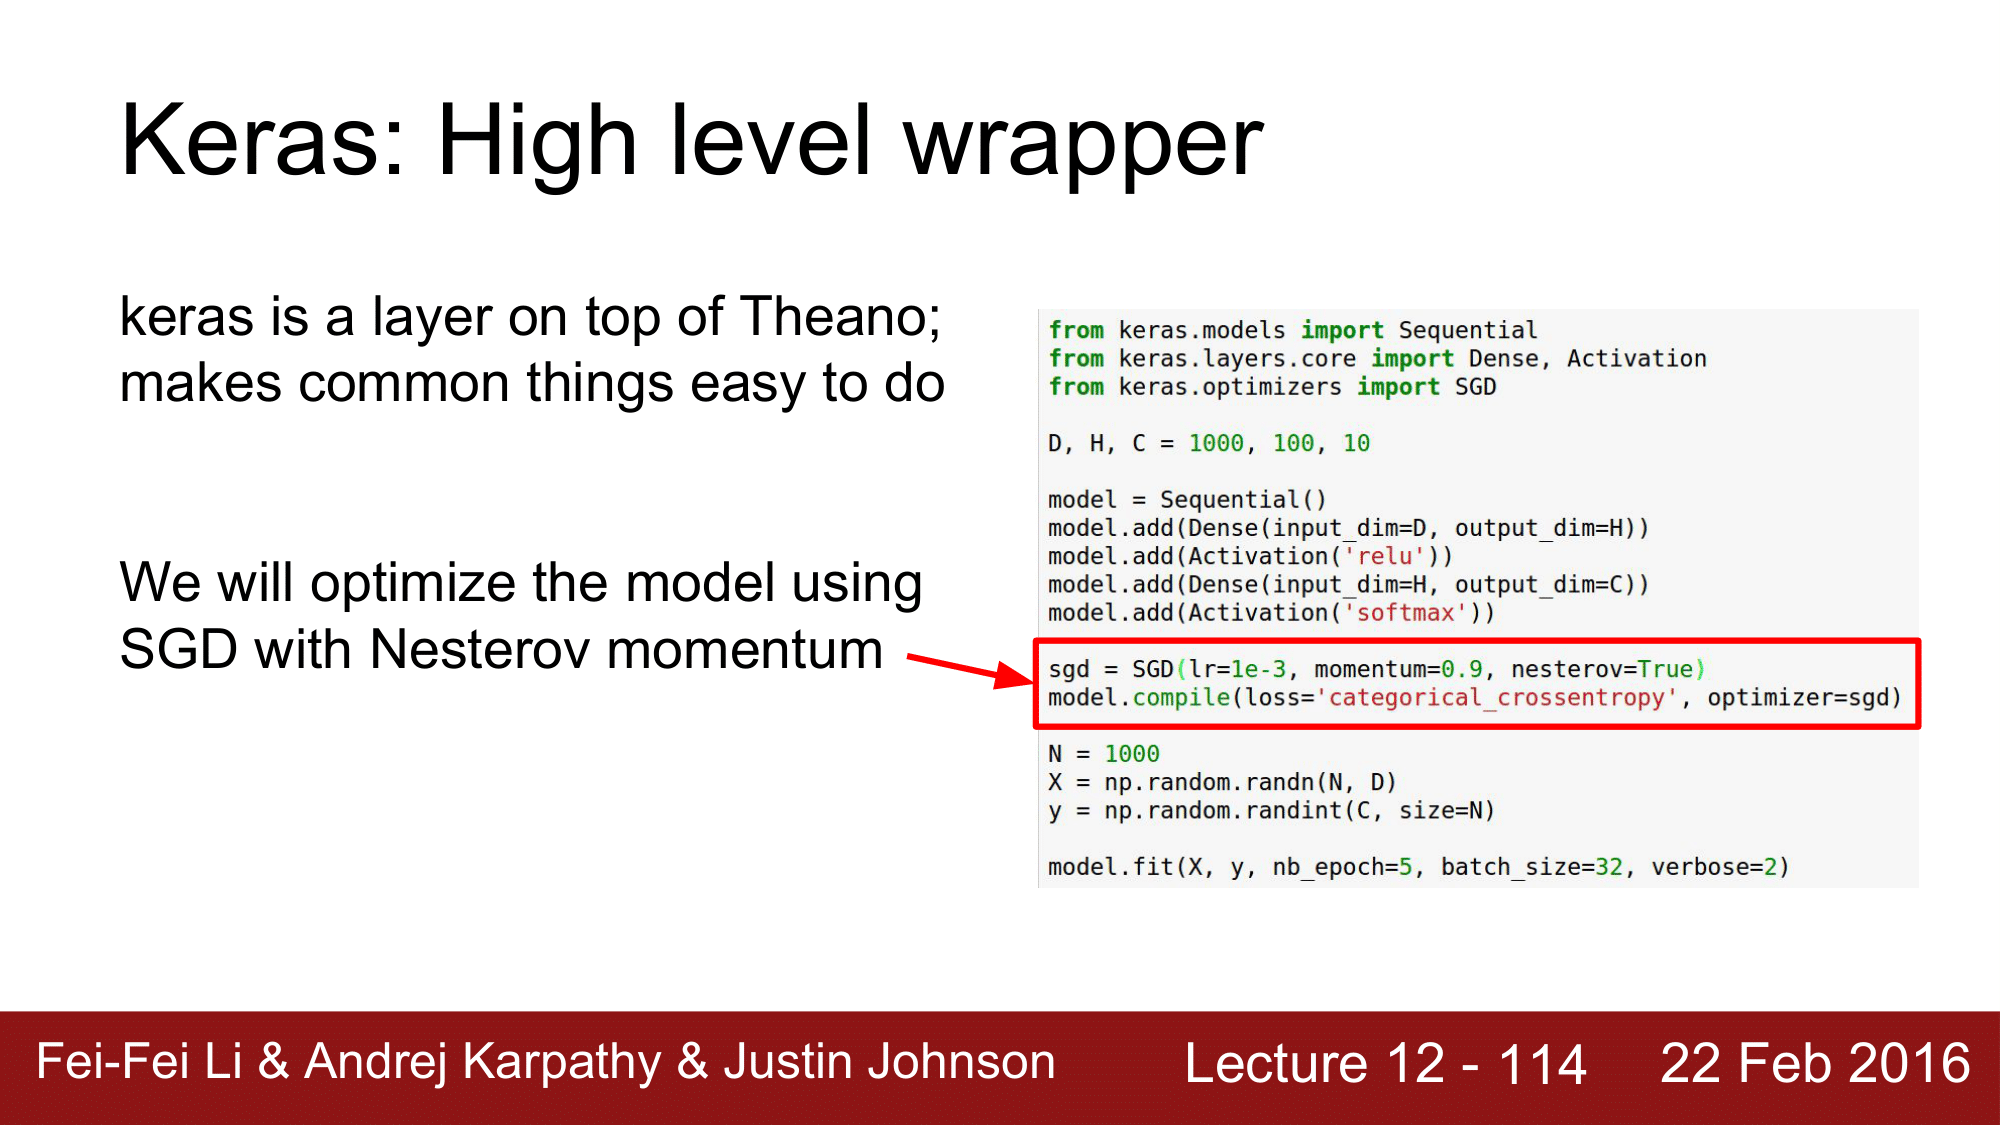 Keras: High level wrapper
keras is a layer on top of Theano;
makes common things easy to do
We will optimize the model using
SGD with Nesterov momentum
from keras.models import Sequential
from keras.layers.core import Dense, Activation
from keras.optimizers import SGD
D, H, C = 1000, 100, 10
model = Sequential()
model.add(Dense(input_dim=D, output_dim=H))
model.add(Activation('relu'))
model.add(Dense(input_dim=H, output_dim=C))
model.add(Activation('softmax'))
sgd = SGD(lr=1e-3, momentum=0.9, nesterov=True)
model.compile(loss='categorical_crossentropy', optimizer=sgd)
N = 1000
X = np.random.randn(N, D)
y = np.random.randint(C, size=N)
model.fit(X, y, nb_epoch=5, batch_size=32, verbose=2)
Fei-Fei Li & Andrej Karpathy & Justin Johnson
Lecture 12 - 114
22 Feb 2016